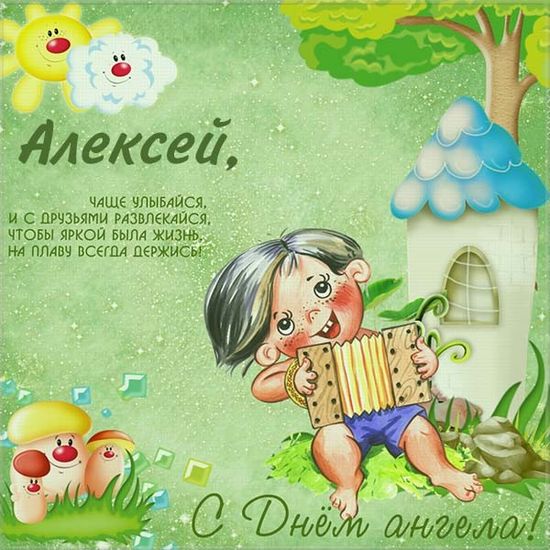 Алексей,
ЧАЩЕ УЛЫБАЙСЯ,
И С ДРУЗЬЯМИ РАЗВЛЕКАЙСЯ,
ЧТОБЫ ЯРКОЙ БЫЛА ЖИЗНЬ,
НА ПЛАВУ ВСЕГДА ДЕРЖИСЬ!
С Днём ангела!